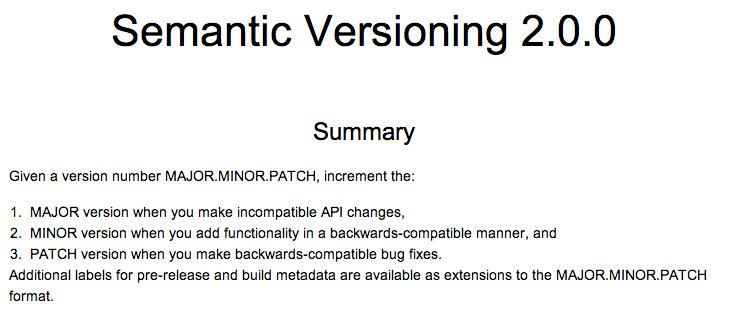 Semantic Versioning 2.0.0
Summary
Given a version number MAJOR.MINOR.PATCH, increment the:
1. MAJOR version when you make incompatible API changes,
2. MINOR version when you add functionality in a backwards-compatible manner, and
3. PATCH version when you make backwards-compatible bug fixes.
Additional labels for pre-release and build metadata are available as extensions to the MAJOR.MINOR.PATCH
format.